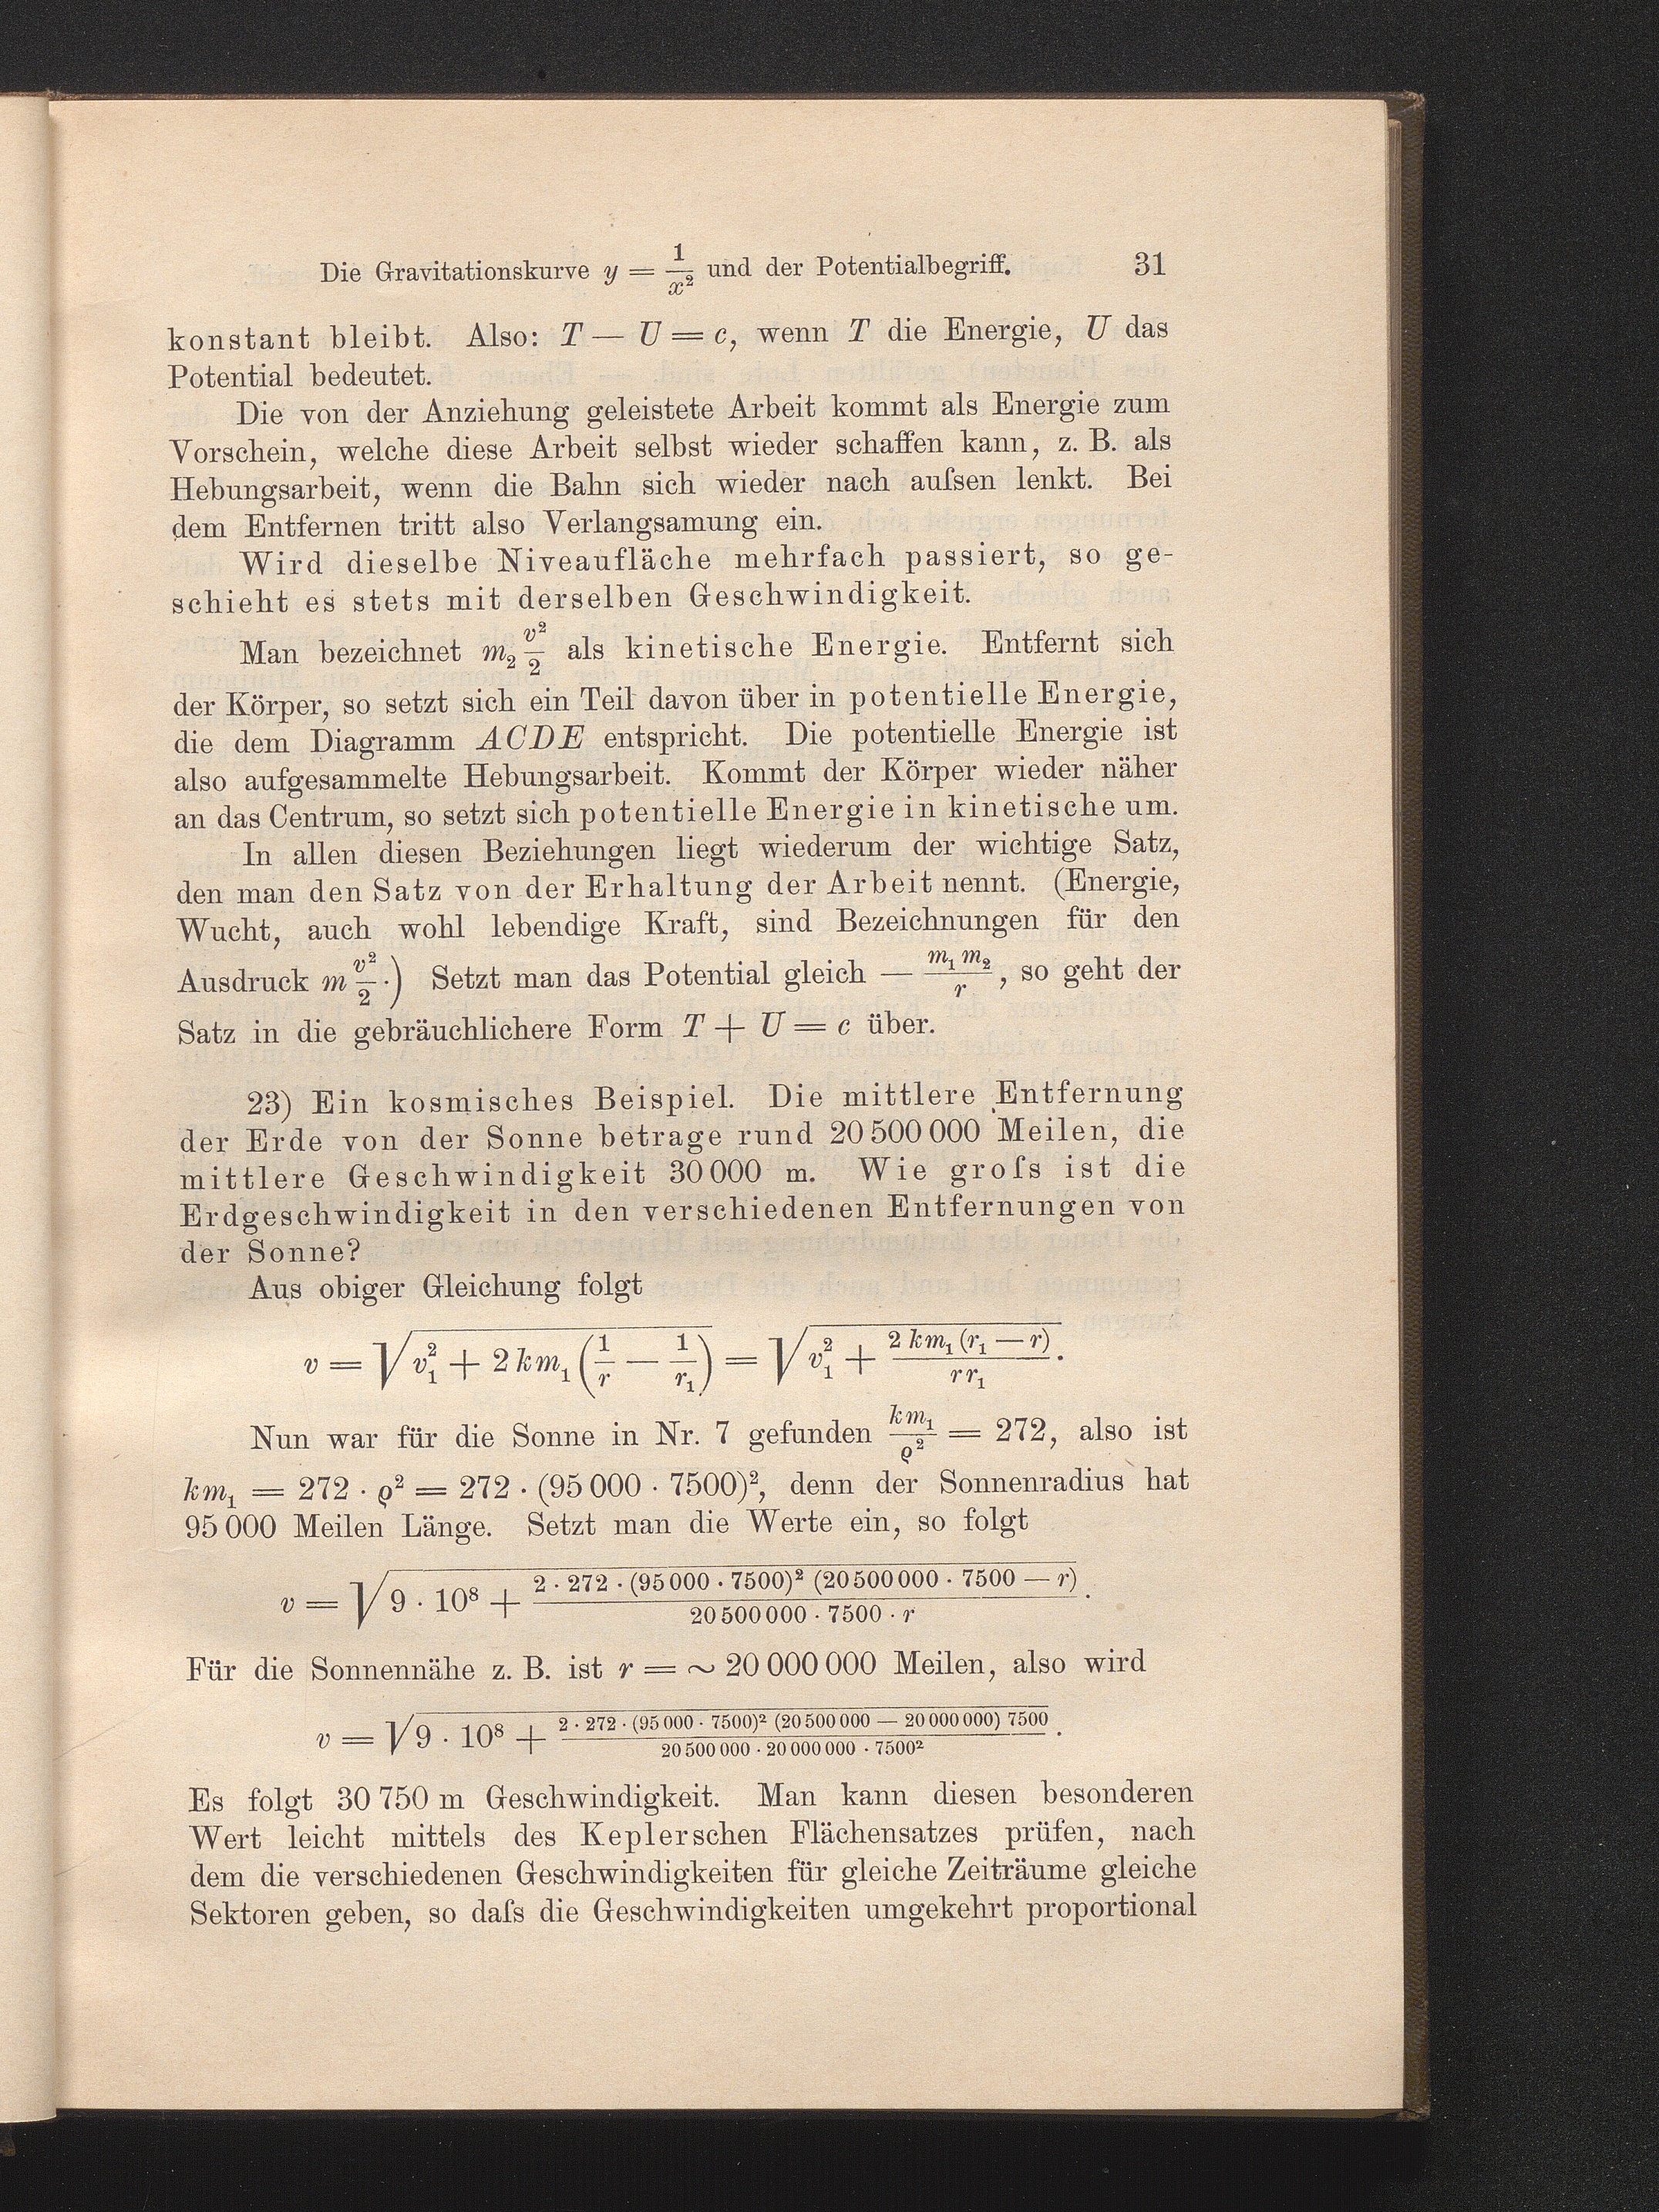 Die Gravitationskurve y = 1/x² und der Potentialbegriff. 31
konstant bleibt. Also: T — U = c, wenn T die Energie, U das
Potential bedeutet.
Die von der Anziehung geleistete Arbeit kommt als Energie zum
Vorschein, welche diese Arbeit selbst wieder schaffen kann, z. B. als
Hebungsarbeit, wenn die Bahn sich wieder nach auſsen lenkt. Bei
dem Entfernen tritt also Verlangsamung ein.
Wird dieselbe Niveaufläche mehrfach passiert, so ge-
schieht es stets mit derselben Geschwindigkeit.
Man bezeichnet m₂ v²/2 als kinetische Energie. Entfernt sich
der Körper, so setzt sich ein Teil davon über in potentielle Energie,
die dem Diagramm ACDE entspricht. Die potentielle Energie ist
also aufgesammelte Hebungsarbeit. Kommt der Körper wieder näher
an das Centrum, so setzt sich potentielle Energie in kinetische um.
In allen diesen Beziehungen liegt wiederum der wichtige Satz,
den man den Satz von der Erhaltung der Arbeit nennt. (Energie,
Wucht, auch wohl lebendige Kraft, sind Bezeichnungen für den
Ausdruck m v²/2.) Setzt man das Potential gleich — m₁ m₂/r, so geht der
Satz in die gebräuchlichere Form T + U = c über.
23) Ein kosmisches Beispiel. Die mittlere Entfernung
der Erde von der Sonne betrage rund 20 500 000 Meilen, die
mittlere Geschwindigkeit 30 000 m. Wie groſs ist die
Erdgeschwindigkeit in den verschiedenen Entfernungen von
der Sonne?
Aus obiger Gleichung folgt
v = √(v₁² + 2 k m₁ (1/r — 1/r₁)) = √(v₁² + 2 k m₁ (r₁ — r)/(r r₁)).
Nun war für die Sonne in Nr. 7 gefunden k m₁/ϱ² = 272, also ist
k m₁ = 272 · ϱ² = 272 · (95 000 · 7500)², denn der Sonnenradius hat
95 000 Meilen Länge. Setzt man die Werte ein, so folgt
v = √(9 · 10⁸ + 2 · 272 · (95 000 · 7500)² (20 500 000 · 7500 — r)/(20 500 000 · 7500 · r)).
Für die Sonnennähe z. B. ist r = ∼ 20 000 000 Meilen, also wird
v = √(9 · 10⁸ + 2 · 272 · (95 000 · 7500)² (20 500 000 — 20 000 000) 7500/(20 500 000 · 20 000 000 · 7500²)).
Es folgt 30 750 m Geschwindigkeit. Man kann diesen besonderen
Wert leicht mittels des Keplerschen Flächensatzes prüfen, nach
dem die verschiedenen Geschwindigkeiten für gleiche Zeiträume gleiche
Sektoren geben, so daſs die Geschwindigkeiten umgekehrt proportional